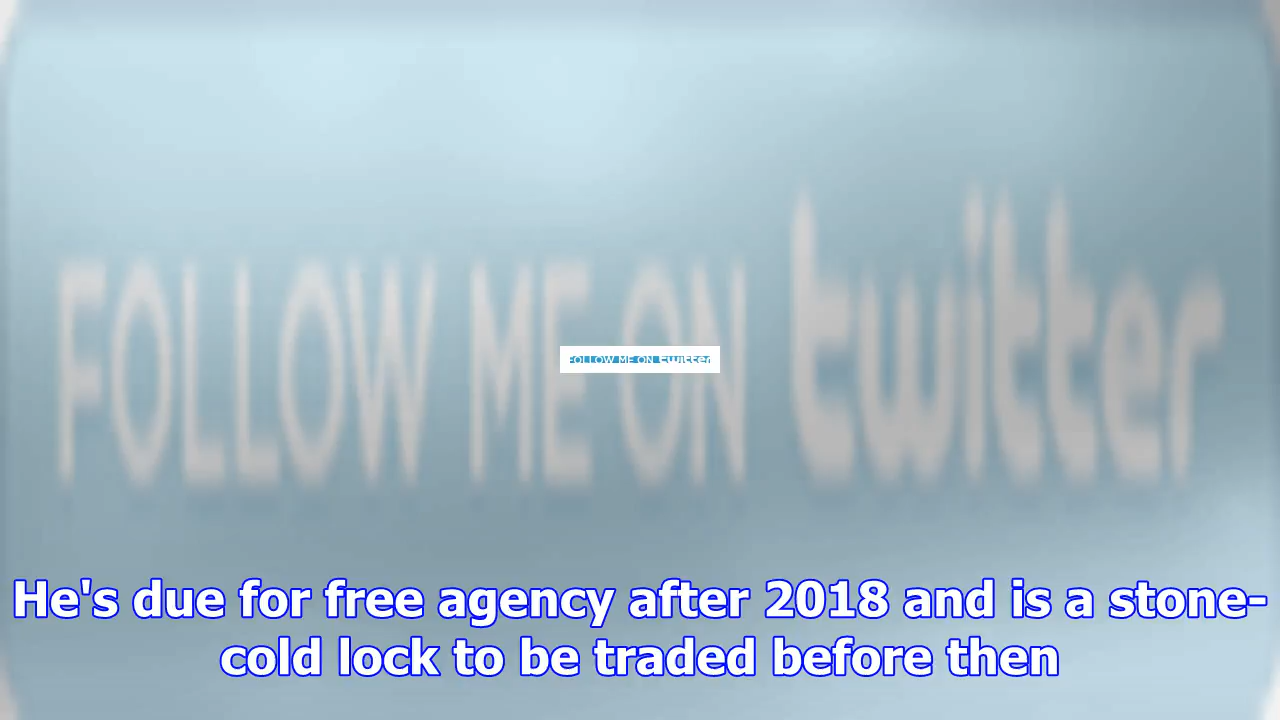 FOLLOW ME ON twitter
FOLLOW ME ON twitter
He's due for free agency after 2018 and is a stone-
cold lock to be traded before then